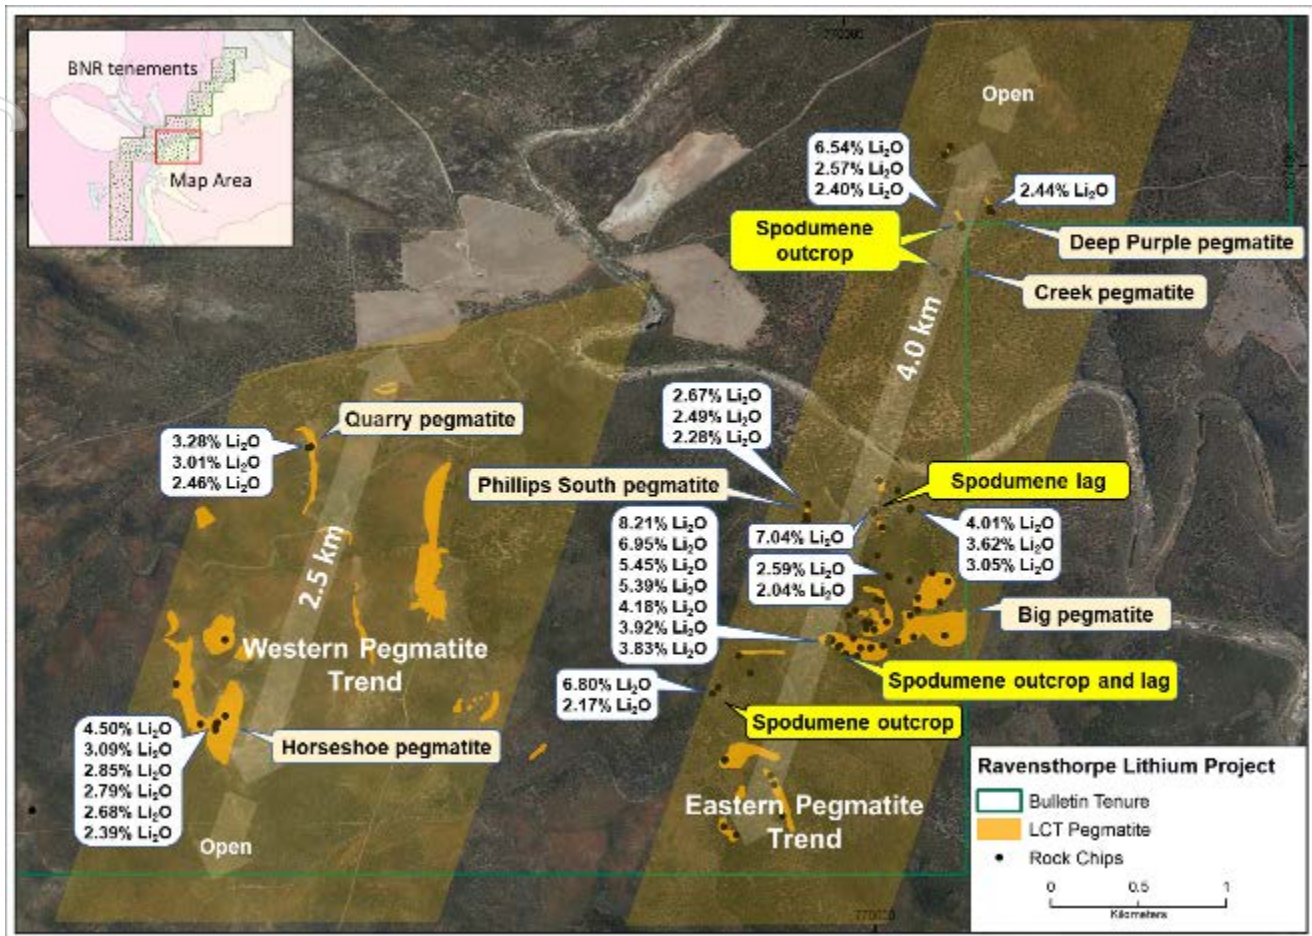 BNR tenements
Map Area
Open
6.54% Li₂O
2.57% Li₂O
2.40% Li₂O
2.44% Li₂O
Spodumene
outcrop
Deep Purple pegmatite
Creek pegmatite
4.0 km
2.67% Li₂O
2.49% Li₂O
2.28% Li₂O
Quarry pegmatite
3.28% Li₂O
3.01% Li₂O
2.46% Li₂O
Phillips South pegmatite
Spodumene lag
8.21% Li₂O
6.95% Li₂O
5.45% Li₂O
5.39% Li₂O
4.18% Li₂O
3.92% Li₂O
3.83% Li₂O
7.04% Li₂O
4.01% Li₂O
3.62% Li₂O
3.05% Li₂O
2.59% Li₂O
2.04% Li₂O
2.5 km
Big pegmatite
Western Pegmatite
Trend
Spodumene outcrop and lag
6.80% Li₂O
2.17% Li₂O
Spodumene outcrop
4.50% Li₂O
3.09% Li₂O
2.85% Li₂O
2.79% Li₂O
2.68% Li₂O
2.39% Li₂O
Horseshoe pegmatite
Open
Eastern Pegmatite
Trend
Ravensthorpe Lithium Project
Bulletin Tenure
LCT Pegmatite
Rock Chips
0 0.5 1
Kilometers